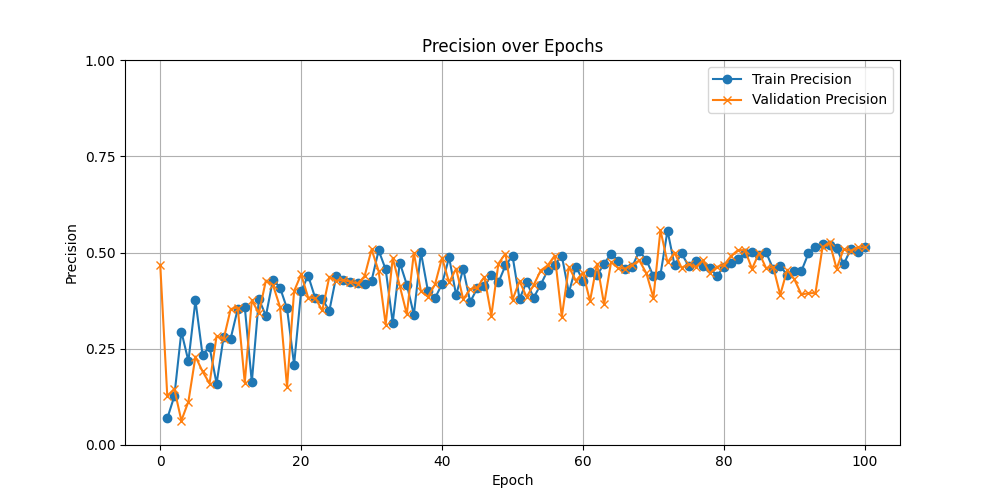 Precision over Epochs
1.00
0.75
0.50
0.25
0.00
Precision
Train Precision
Validation Precision
0 20 40 60 80 100
Epoch